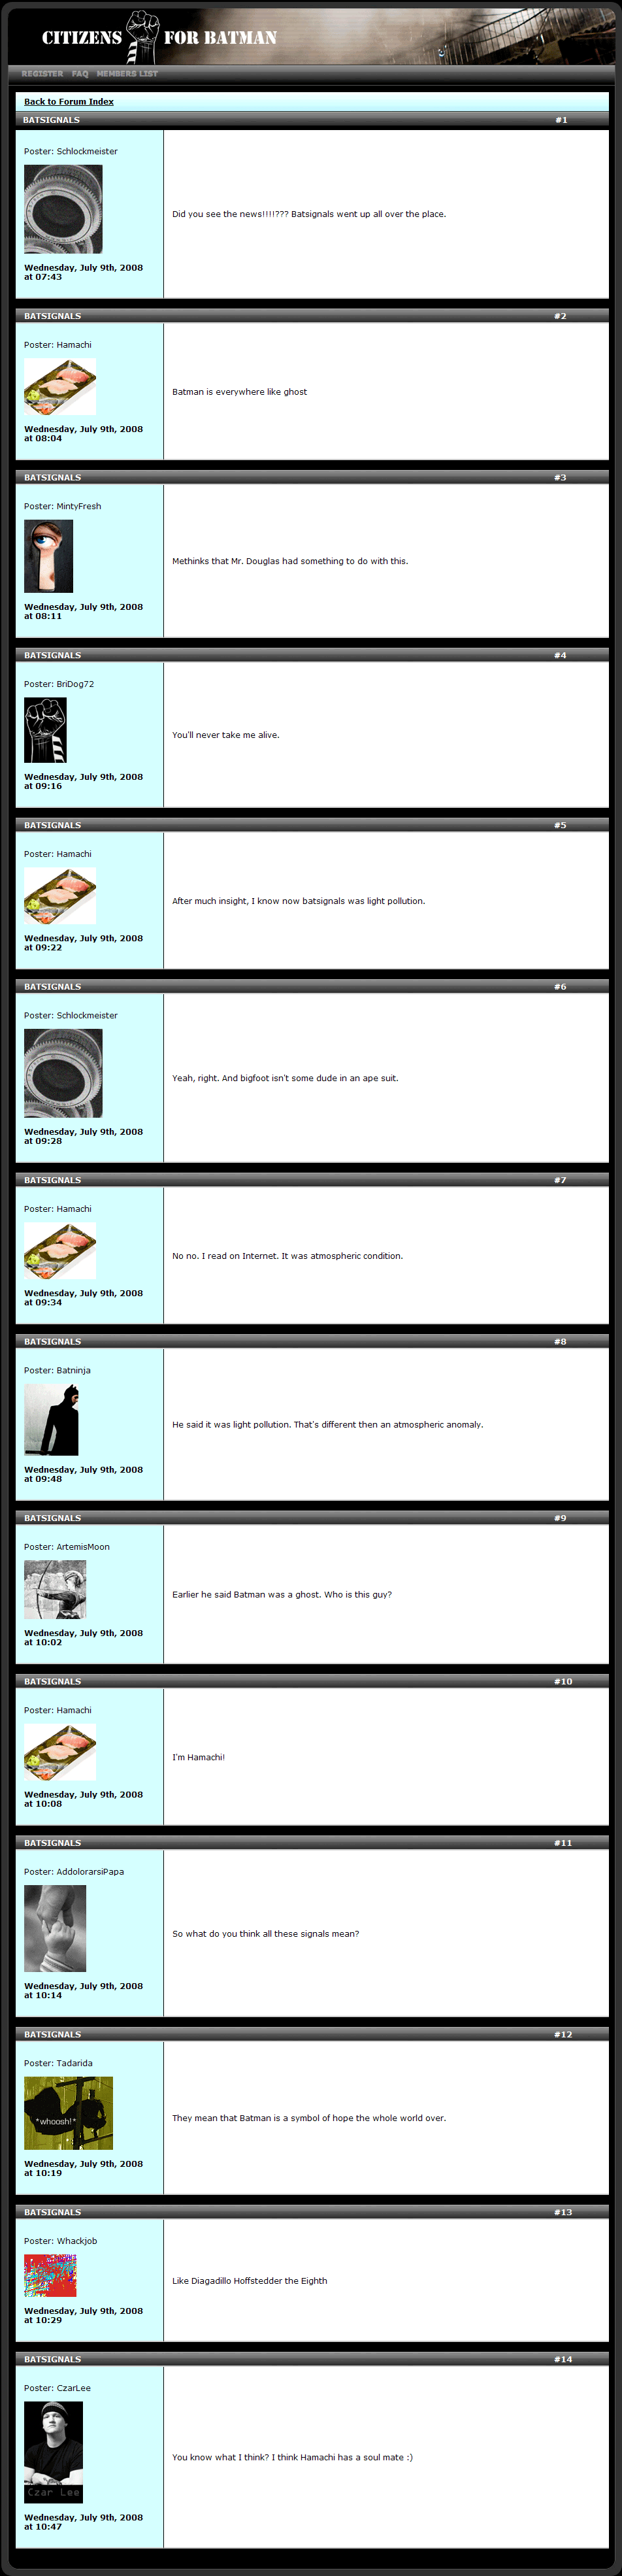 CITIZENS FOR BATMAN
REGISTER FAQ MEMBERS LIST
Back to Forum Index
BATSIGNALS #1
Poster: Schlockmeister
Did you see the news!!!!??? Batsignals went up all over the place.
Wednesday, July 9th, 2008
at 07:43
BATSIGNALS #2
Poster: Hamachi
Batman is everywhere like ghost
Wednesday, July 9th, 2008
at 08:04
BATSIGNALS #3
Poster: MintyFresh
Methinks that Mr. Douglas had something to do with this.
Wednesday, July 9th, 2008
at 08:11
BATSIGNALS #4
Poster: BriDog72
You'll never take me alive.
Wednesday, July 9th, 2008
at 09:16
BATSIGNALS #5
Poster: Hamachi
After much insight, I know now batsignals was light pollution.
Wednesday, July 9th, 2008
at 09:22
BATSIGNALS #6
Poster: Schlockmeister
Yeah, right. And bigfoot isn't some dude in an ape suit.
Wednesday, July 9th, 2008
at 09:28
BATSIGNALS #7
Poster: Hamachi
No no. I read on Internet. It was atmospheric condition.
Wednesday, July 9th, 2008
at 09:34
BATSIGNALS #8
Poster: Batninja
He said it was light pollution. That's different then an atmospheric anomaly.
Wednesday, July 9th, 2008
at 09:48
BATSIGNALS #9
Poster: ArtemisMoon
Earlier he said Batman was a ghost. Who is this guy?
Wednesday, July 9th, 2008
at 10:02
BATSIGNALS #10
Poster: Hamachi
I'm Hamachi!
Wednesday, July 9th, 2008
at 10:08
BATSIGNALS #11
Poster: AddolorarsiPapa
So what do you think all these signals mean?
Wednesday, July 9th, 2008
at 10:14
BATSIGNALS #12
Poster: Tadarida
*whoosh!*
They mean that Batman is a symbol of hope the whole world over.
Wednesday, July 9th, 2008
at 10:19
BATSIGNALS #13
Poster: Whackjob
Like Diagadillo Hoffstedder the Eighth
Wednesday, July 9th, 2008
at 10:29
BATSIGNALS #14
Poster: CzarLee
You know what I think? I think Hamachi has a soul mate :)
Czar Lee
Wednesday, July 9th, 2008
at 10:47